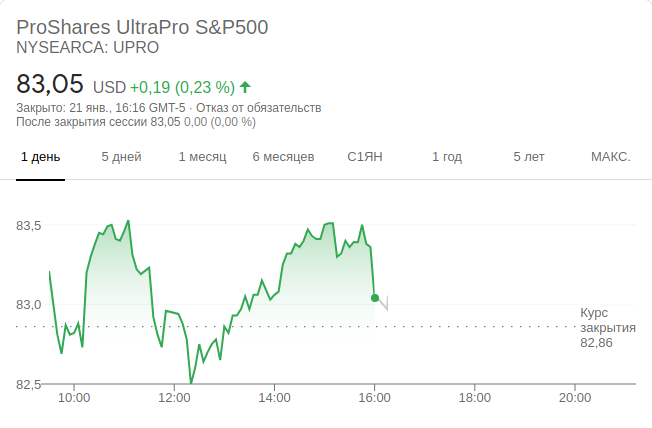 ProShares UltraPro S&P500
NYSEARCA: UPRO
83,05 USD +0,19 (0,23 %)
Закрыто: 21 янв., 16:16 GMT-5 · Отказ от обязательств
После закрытия сессии 83,05 0,00 (0,00 %)
1 день 5 дней 1 месяц 6 месяцев С1ЯН 1 год 5 лет МАКС.
83,5
83,0
Курс
закрытия
82,86
82,5
10:00 12:00 14:00 16:00 18:00 20:00